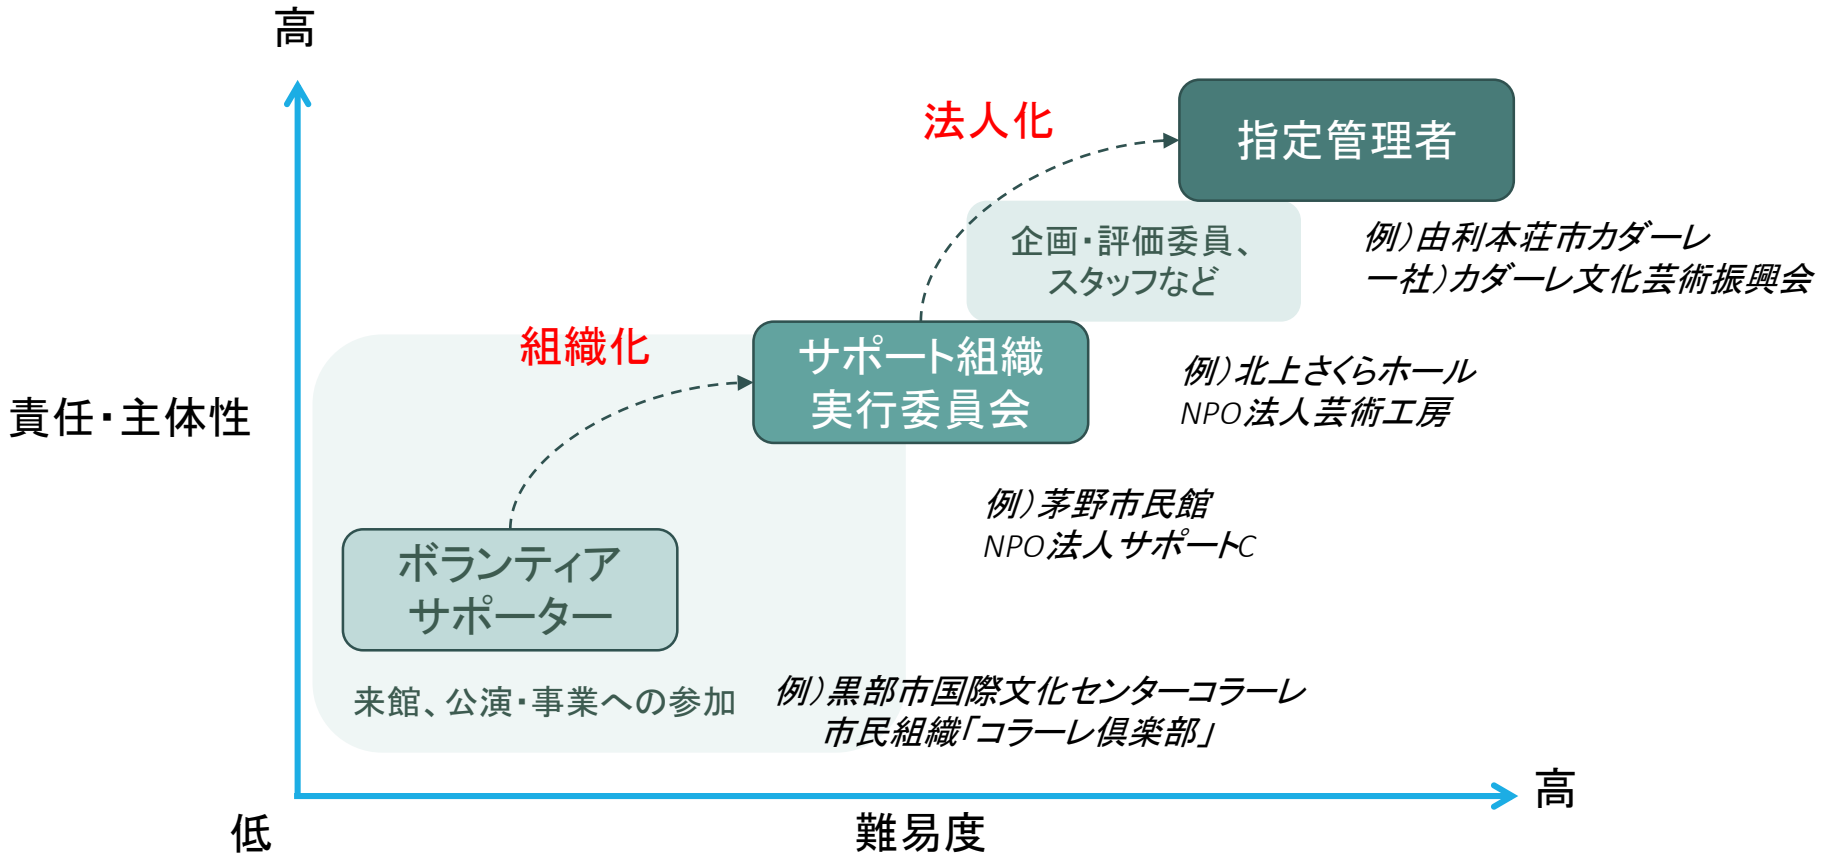 高
法人化
指定管理者
企画・評価委員、
スタッフなど
例）由利本荘市カダーレ
一社）カダーレ文化芸術振興会
組織化
サポート組織
実行委員会
例）北上さくらホール
NPO法人芸術工房
責任・主体性
例）茅野市民館
NPO法人サポートC
ボランティア
サポーター
来館、公演・事業への参加
例）黒部市国際文化センターコラーレ
市民組織「コラーレ倶楽部」
高
低
難易度